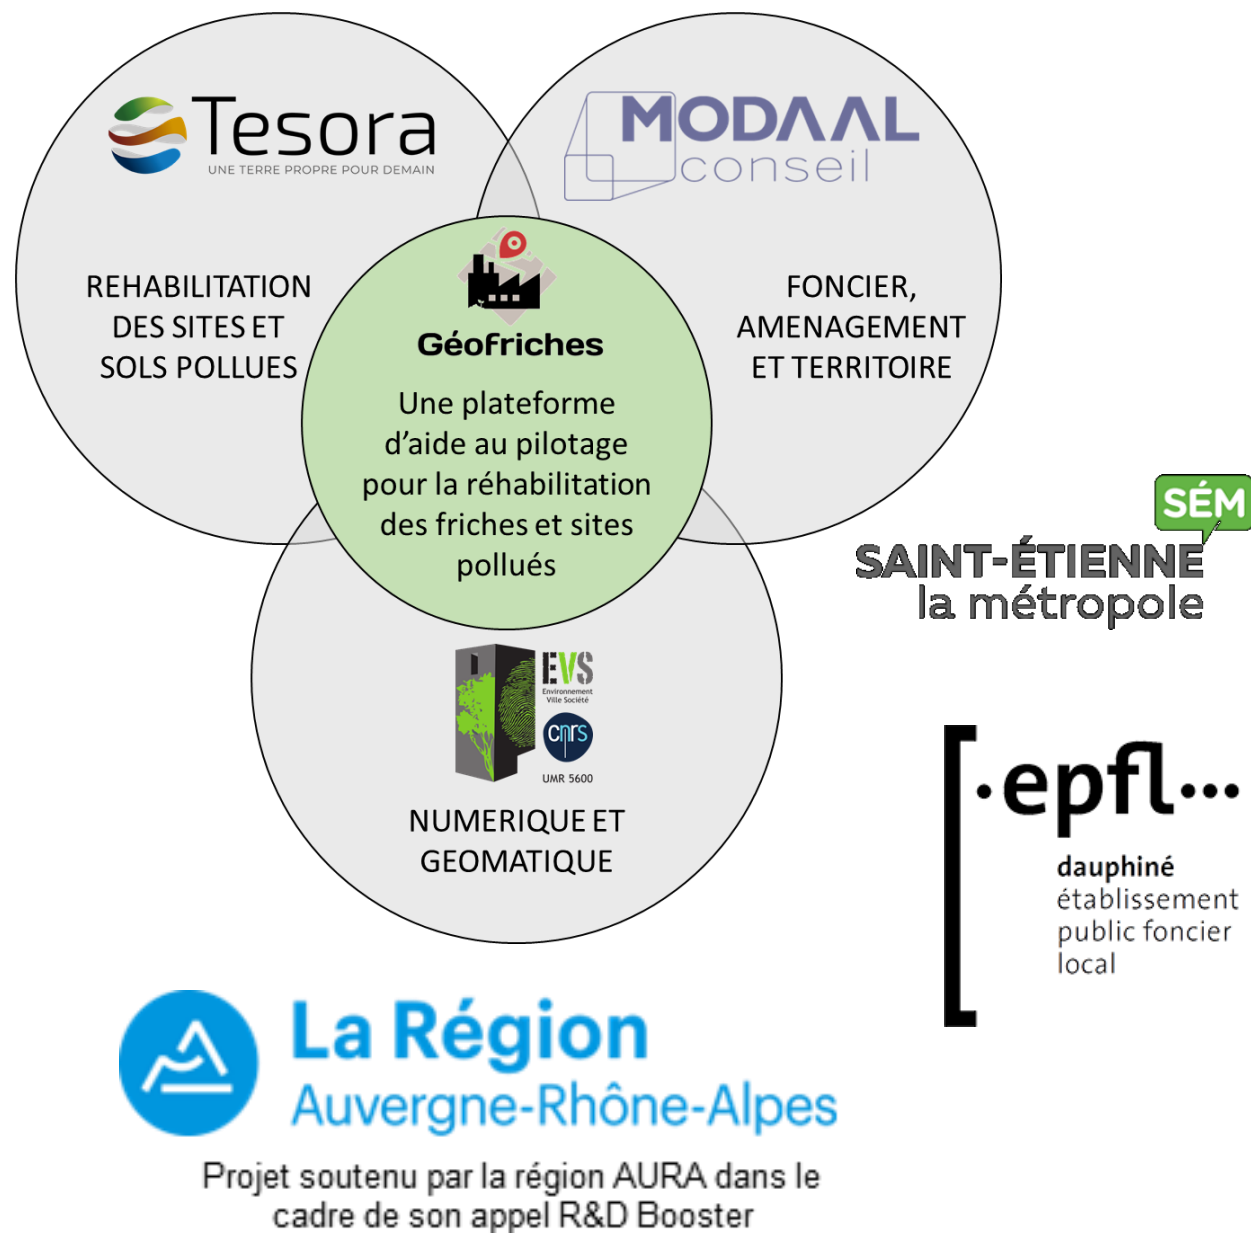 Tesora
UNE TERRE PROPRE POUR DEMAIN
MODAAL
conseil
REHABILITATION
DES SITES ET
SOLS POLLUES
FONCIER,
AMENAGEMENT
ET TERRITOIRE
Géofriches
Une plateforme
d’aide au pilotage
pour la réhabilitation
des friches et sites
pollués
EVS
Environnement
Ville Société
cnrs
UMR 5600
NUMERIQUE ET
GEOMATIQUE
SÉM
SAINT-ÉTIENNE
la métropole
·epfl···
dauphiné
établissement
public foncier
local
La Région
Auvergne-Rhône-Alpes
Projet soutenu par la région AURA dans le
cadre de son appel R&D Booster